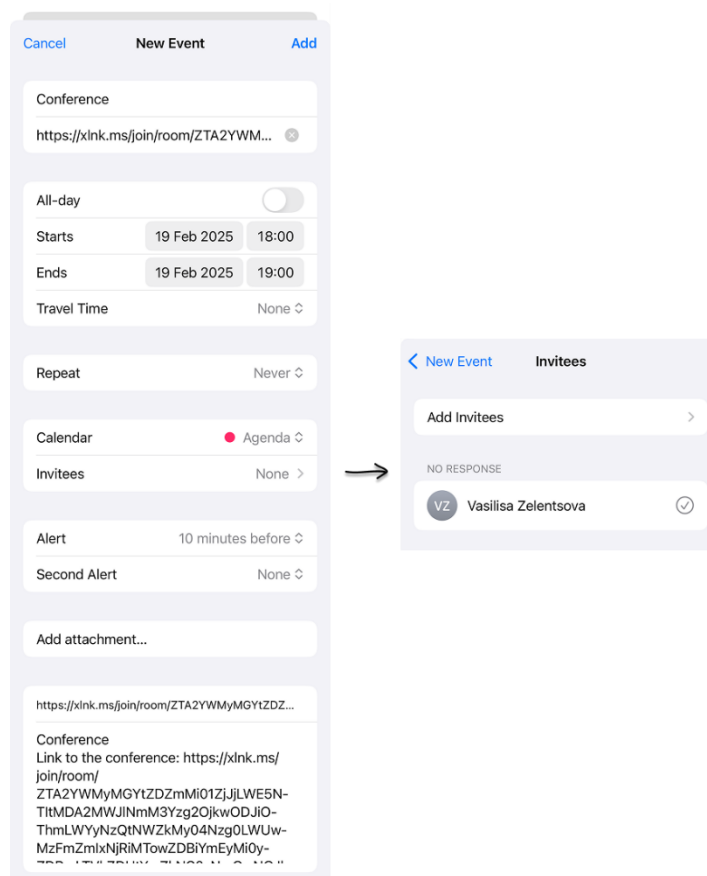 Cancel New Event Add
Conference
https://xlnk.ms/join/room/ZTA2YWM...
All-day
Starts 19 Feb 2025 18:00
Ends 19 Feb 2025 19:00
Travel Time None
Repeat Never
Calendar Agenda
Invitees None
Alert 10 minutes before
Second Alert None
Add attachment...
https://xlnk.ms/join/room/ZTA2YWMyMGYtZDZ...
Conference
Link to the conference: https://xlnk.ms/
join/room/
ZTA2YWMyMGYtZDZmMi01ZjJjLWE5N-
TItMDA2MWJlNmM3Yzg2OjkwODJiO-
ThmLWYyNzQtNWZkMy04Nzg0LWUw-
MzFmZmIxNjRiMTowZDBiYmEyMi0y-
New Event Invitees
Add Invitees
NO RESPONSE
VZ Vasilisa Zelentsova